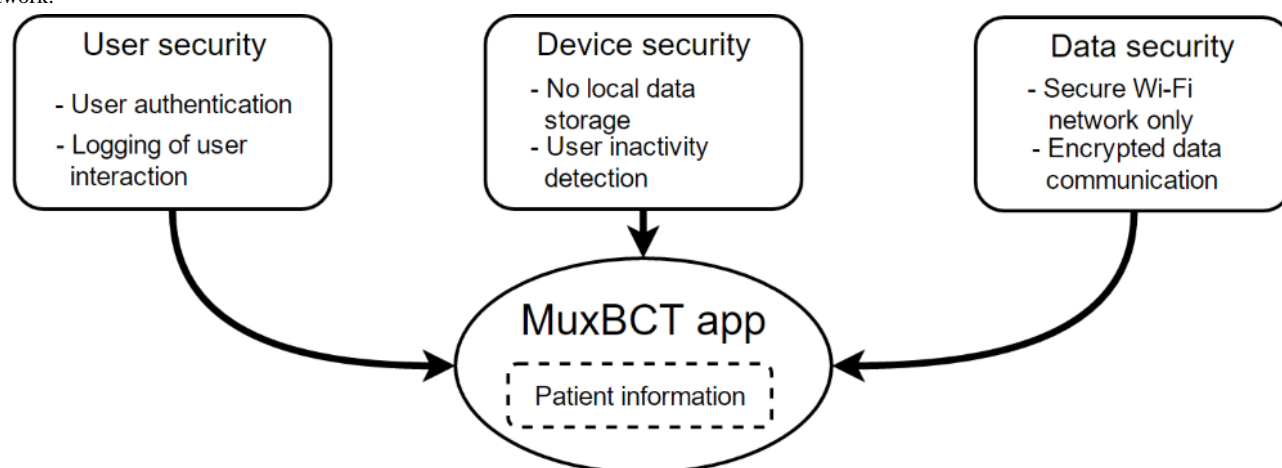 User security
- User authentication
- Logging of user
interaction
Device security
- No local data
storage
- User inactivity
detection
Data security
- Secure Wi-Fi
network only
- Encrypted data
communication
MuxBCT app
Patient information